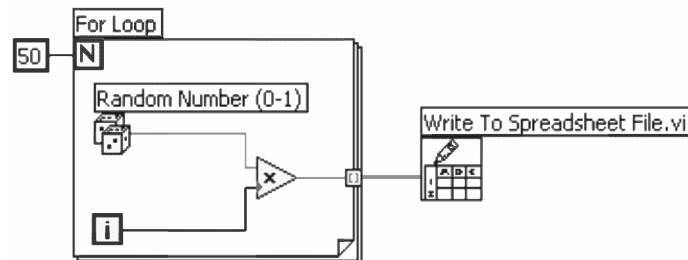 For Loop
50
N
Random Number (0-1)
Write To Spreadsheet File.vi
x
i